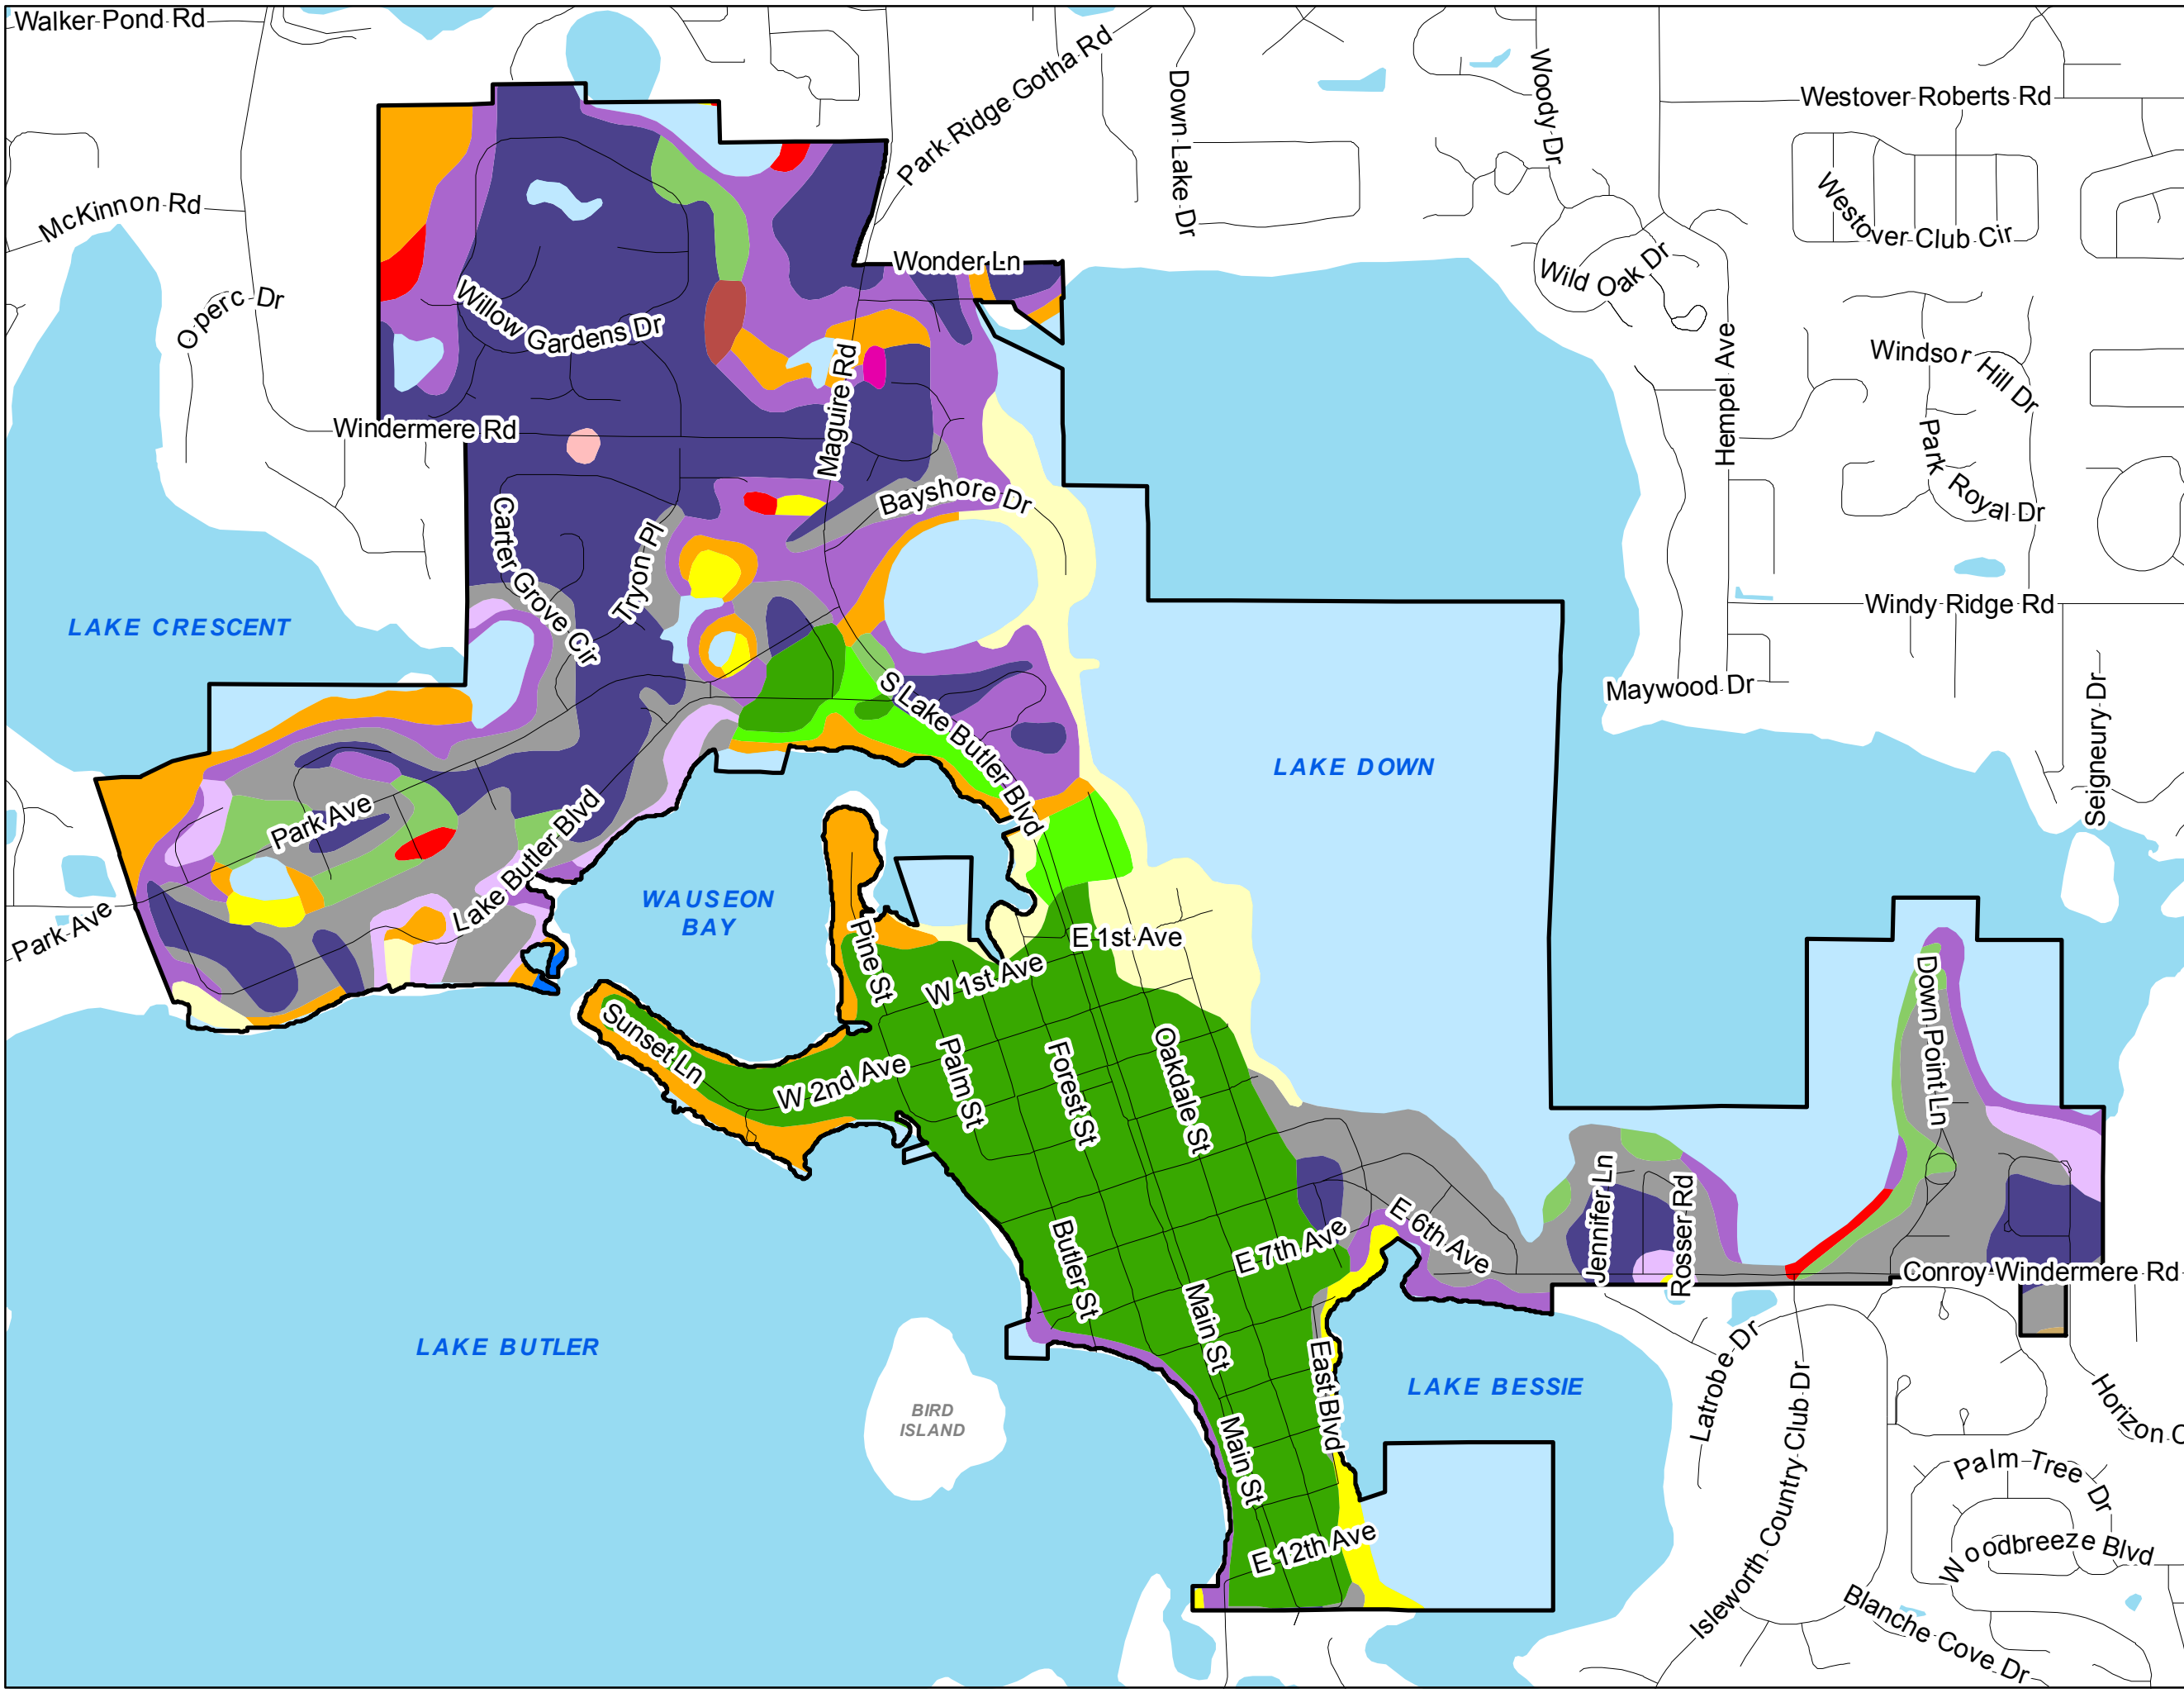 Walker Pond Rd
Park Ridge Gotha Rd
Down Lake Dr
Woody Dr
Westover Roberts Rd
McKinnon Rd
Westover Club Cir
Wonder Ln
Wild Oak Dr
Operc Dr
Willow Gardens Dr
Maguire Rd
Hempel Ave
Windsor Hill Dr
Windermere Rd
Park Royal Dr
Bayshore Dr
Carter Grove Cir
Tryon Pl
Windy Ridge Rd
LAKE CRESCENT
Maywood Dr
S Lake Butler Blvd
Seigneury Dr
LAKE DOWN
Park Ave
Lake Butler Blvd
WAUSEON
BAY
Park Ave
Pine St
E 1st Ave
W 1st Ave
Down Point Ln
Sunset Ln
W 2nd Ave
Palm St
Forest St
Oakdale St
Jennifer Ln
Rosser Rd
E 6th Ave
E 7th Ave
Butler St
Conroy Windermere Rd
Main St
LAKE BUTLER
East Blvd
LAKE BESSIE
Latrobe Dr
Isleworth Country Club Dr
Horizon C
BIRD
ISLAND
Main St
Palm Tree Dr
E 12th Ave
Woodbreeze Blvd
Blanche Cove Dr